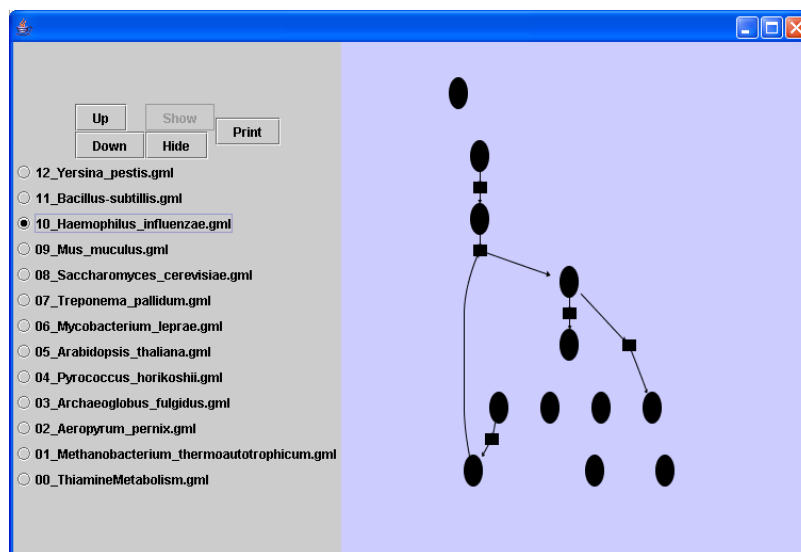 Up Show
Print
Down Hide
12_Yersina_pestis.gml
11_Bacillus-subtillis.gml
10_Haemophilus_influenzae.gml
09_Mus_muculus.gml
08_Saccharomyces_cerevisiae.gml
07_Treponema_pallidum.gml
06_Mycobacterium_leprae.gml
05_Arabidopsis_thaliana.gml
04_Pyrococcus_horikoshii.gml
03_Archaeoglobus_fulgidus.gml
02_Aeropyrum_pernix.gml
01_Methanobacterium_thermoautotrophicum.gml
00_ThiamineMetabolism.gml